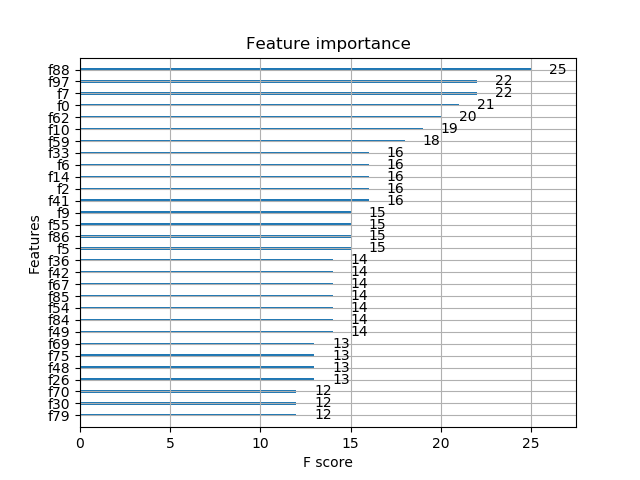 Feature importance
f88 25
f97 22
f7 22
f0 21
f62 20
f10 19
f59 18
f33 16
f6 16
f14 16
f2 16
f41 16
f9 15
f55 15
f86 15
f5 15
f36 14
f42 14
f67 14
f85 14
f54 14
f84 14
f49 14
f69 13
f75 13
f48 13
f26 13
f70 12
f30 12
f79 12
Features
0 5 10 15 20 25
F score